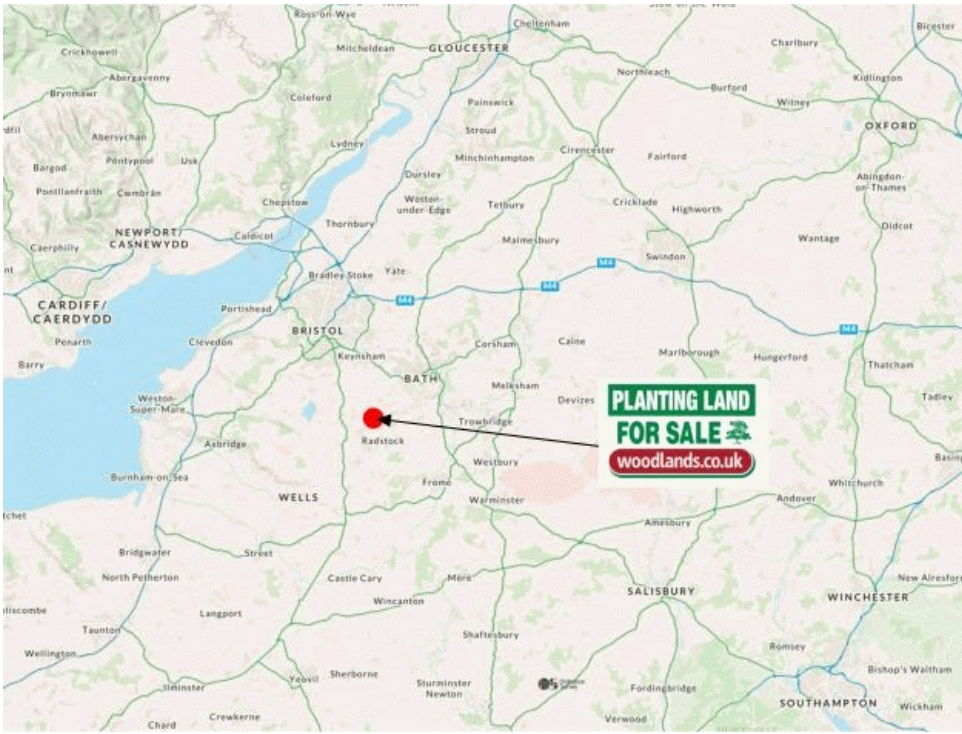 Ross-on-Wye
Cheltenham
Bicester
Crickhowell
Mitcheldean
GLOUCESTER
Charlbury
Abergavenny
Northleach
Kidlington
Brynmawr
Coleford
Painswick
Burford
Witney
Abersychan
Lydney
Stroud
OXFORD
Bargod
Pontypool
Usk
Minchinhampton
Cirencester
Fairford
Pontllanfraith
Cwmbrân
Dursley
Abingdon-
on-Thames
Chepstow
Wotton-
under-Edge
Tetbury
Cricklade
Highworth
NEWPORT/
CASNEWYDD
Caldicot
Thornbury
Malmesbury
Wantage
Didcot
Caerphilly
Swindon
Bradley Stoke
Yate
M4
M4
M4
M4
CARDIFF/
CAERDYDD
Portishead
BRISTOL
Penarth
Clevedon
Keynsham
Corsham
Calne
Marlborough
Hungerford
Thatcham
Barry
BATH
Melksham
Tadley
Weston-
Super-Mare
Devizes
PLANTING LAND
FOR SALE
woodlands.co.uk
Axbridge
Radstock
Trowbridge
Burnham-on-Sea
Westbury
Frome
Whitchurch
WELLS
Warminster
Andover
Amesbury
Bridgwater
Street
North Petherton
Castle Cary
Mere
SALISBURY
WINCHESTER
Langport
Wincanton
Taunton
Shaftesbury
Romsey
Wellington
Yeovil
Sherborne
Bishop's Waltham
Ilminster
Sturminster
Newton
Fordingbridge
SOUTHAMPTON
Wickham
Chard
Crewkerne
Verwood